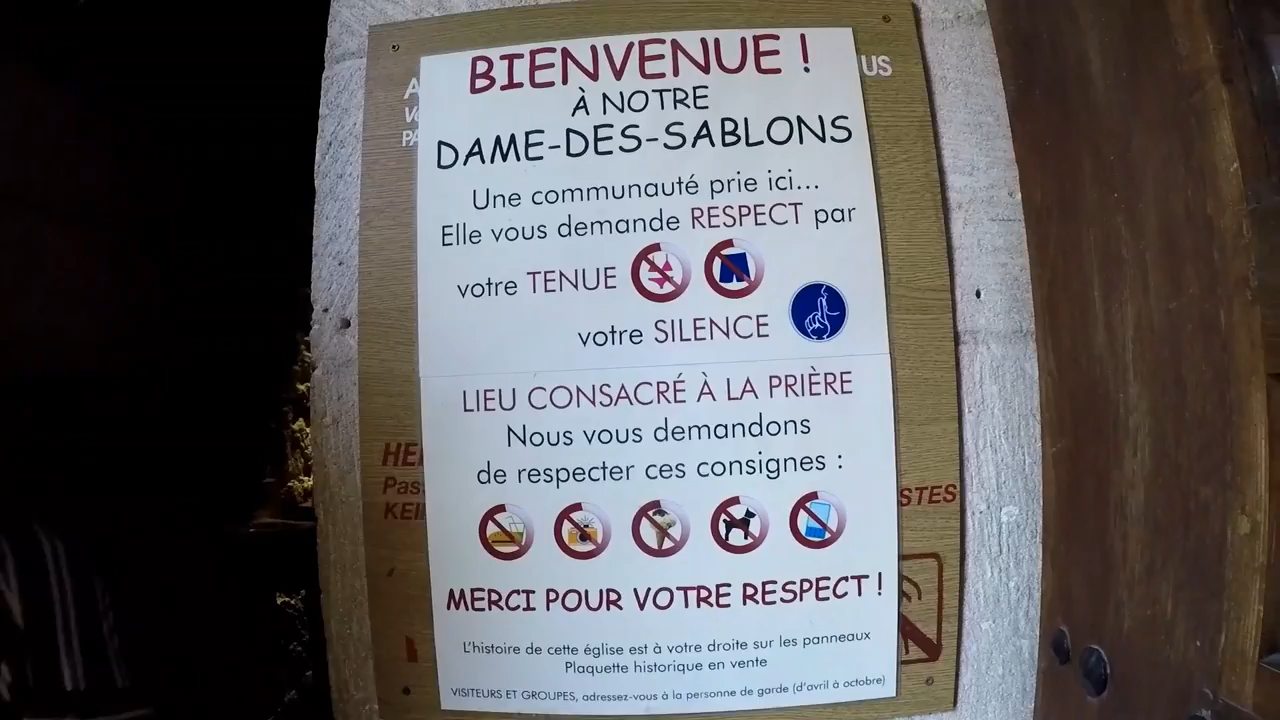 BIENVENUE !
À NOTRE
DAME-DES-SABLONS
Une communauté prie ici...
Elle vous demande RESPECT par
votre TENUE
votre SILENCE
LIEU CONSACRÉ À LA PRIÈRE
Nous vous demandons
de respecter ces consignes :
MERCI POUR VOTRE RESPECT !
L'histoire de cette église est à votre droite sur les panneaux
Plaquette historique en vente
VISITEURS ET GROUPES, adressez-vous à la personne de garde (d'avril à octobre)